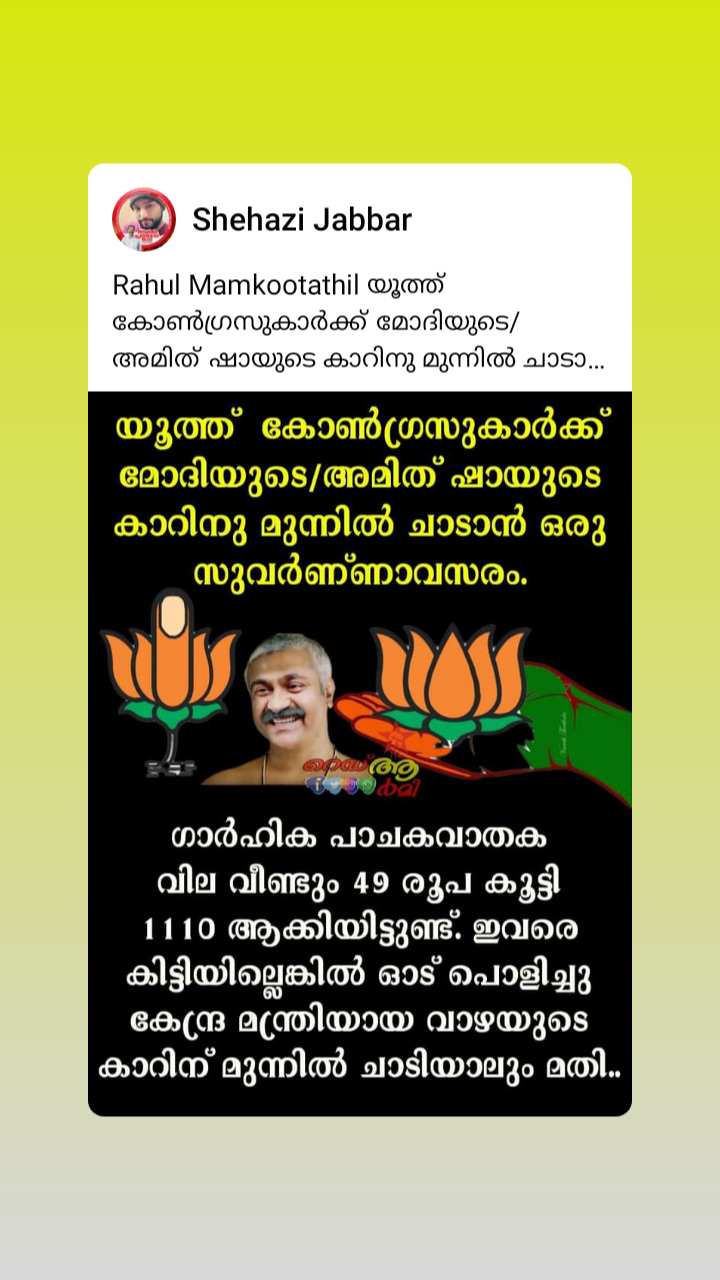 Shehazi Jabbar
Rahul Mamkootathil യൂത്ത്
കോൺഗ്രസുകാർക്ക് മോദിയുടെ/
അമിത് ഷായുടെ കാറിനു മുന്നിൽ ചാടാ...
യൂത്ത് കോൺഗ്രസുകാർക്ക്
മോദിയുടെ/അമിത് ഷായുടെ
കാറിനു മുന്നിൽ ചാടാൻ ഒരു
സുവർണ്ണാവസരം.
റെഡ് ആർമി
ഗാർഹിക പാചകവാതക
വില വീണ്ടും 49 രൂപ കൂട്ടി
1110 ആക്കിയിട്ടുണ്ട്. ഇവരെ
കിട്ടിയില്ലെങ്കിൽ ഓട് പൊളിച്ചു
കേന്ദ്ര മന്ത്രിയായ വാഴയുടെ
കാറിന് മുന്നിൽ ചാടിയാലും മതി..